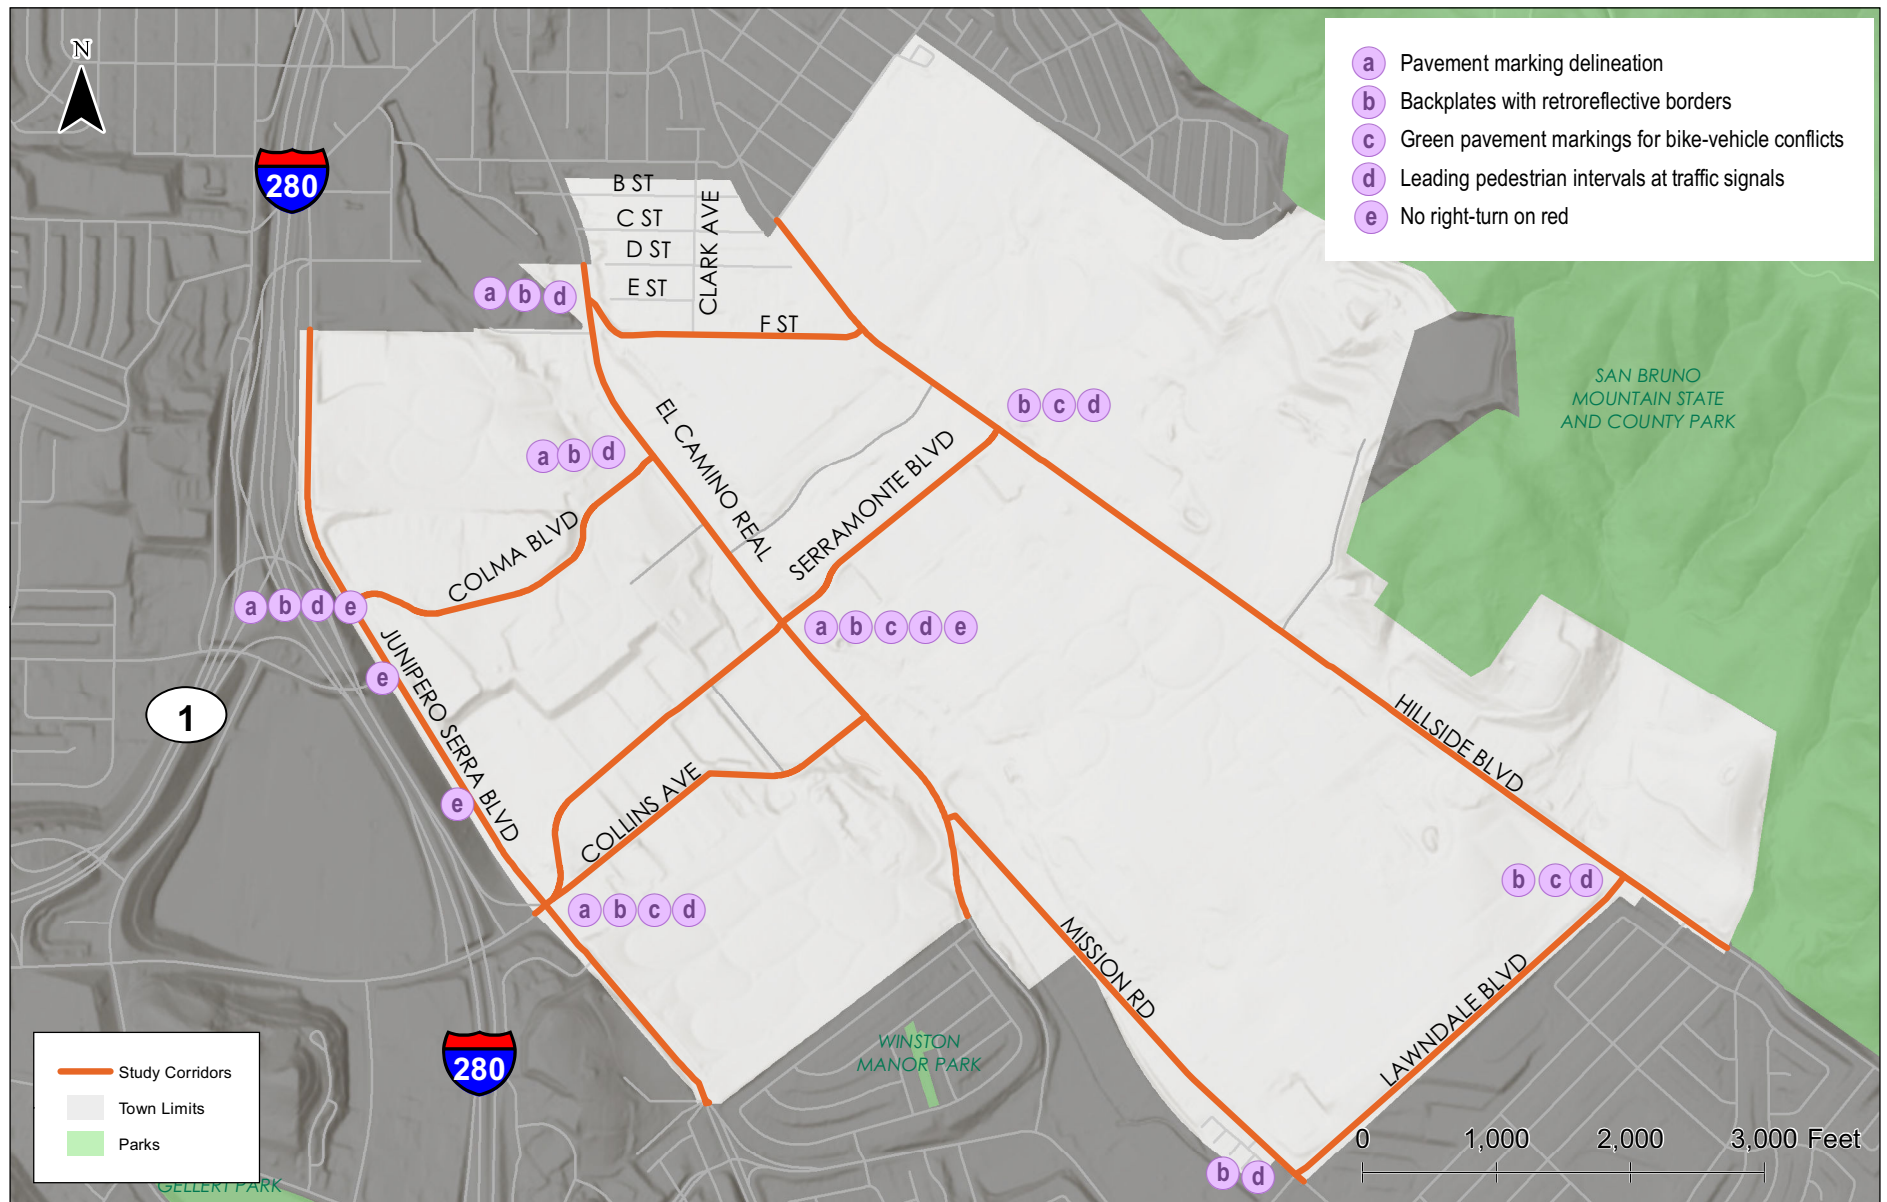 N
a Pavement marking delineation
b Backplates with retroreflective borders
c Green pavement markings for bike-vehicle conflicts
d Leading pedestrian intervals at traffic signals
e No right-turn on red
280
B ST
C ST
D ST
E ST
CLARK AVE
F ST
a b d
SAN BRUNO
MOUNTAIN STATE
AND COUNTY PARK
b c d
EL CAMINO REAL
a b d
SERRAMONTE BLVD
COLMA BLVD
a b d e
a b c d e
JUNIPERO SERRA BLVD
e
1
HILLSIDE BLVD
e
COLLINS AVE
b c d
a b c d
MISSION RD
LAWNDALE BLVD
WINSTON
MANOR PARK
280
Study Corridors
Town Limits
Parks
0 1,000 2,000 3,000 Feet
b d
GELLERT PARK